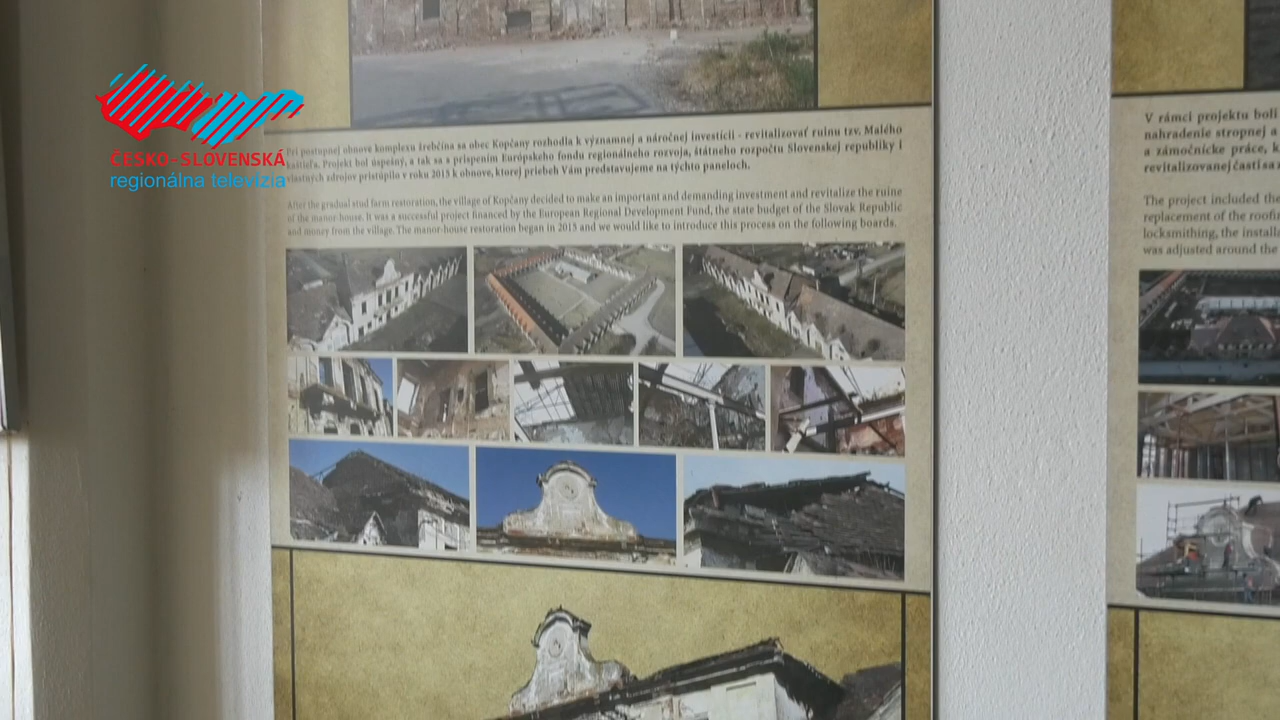 ČESKO-SLOVENSKÁ
regionálna televízia
Pri postupnej obnove komplexu žrebčína sa obec Kopčany rozhodla k významnej a náročnej investícii - revitalizovať ruinu tzv. Malého
kaštieľa. Projekt bol úspešný, a tak sa s prispením Európskeho fondu regionálneho rozvoja, štátneho rozpočtu Slovenskej republiky i
vlastných zdrojov pristúpilo v roku 2015 k obnove, ktorej priebeh Vám predstavujeme na týchto paneloch.
After the gradual stud farm restoration, the village of Kopčany decided to make an important and demanding investment and revitalize the ruine
of the manor-house. It was a successful project financed by the European Regional Development Fund, the state budget of the Slovak Republic
and money from the village. The manor-house restoration began in 2015 and we would like to introduce this process on the following boards.
V rámci projektu boli
nahradenie stropnej a
a zámočnícke práce, k
revitalizovanej časti sa
The project included the
replacement of the roofi
locksmithing, the installa
was adjusted around the